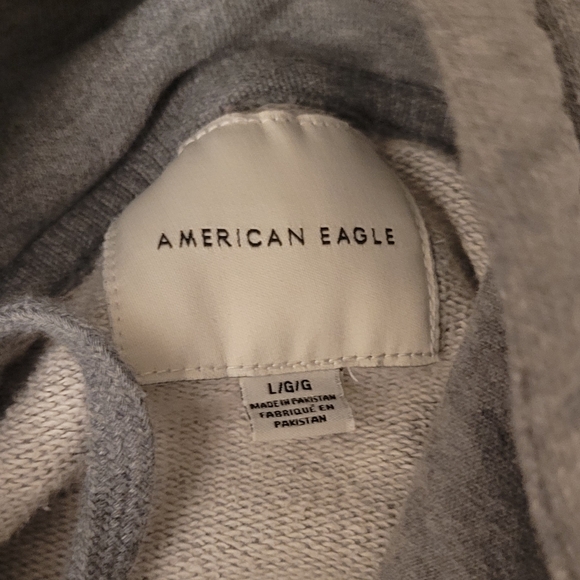 AMERICAN EAGLE
L/G/G
MADE IN PAKISTAN
FABRIQUÉ EN
PAKISTAN